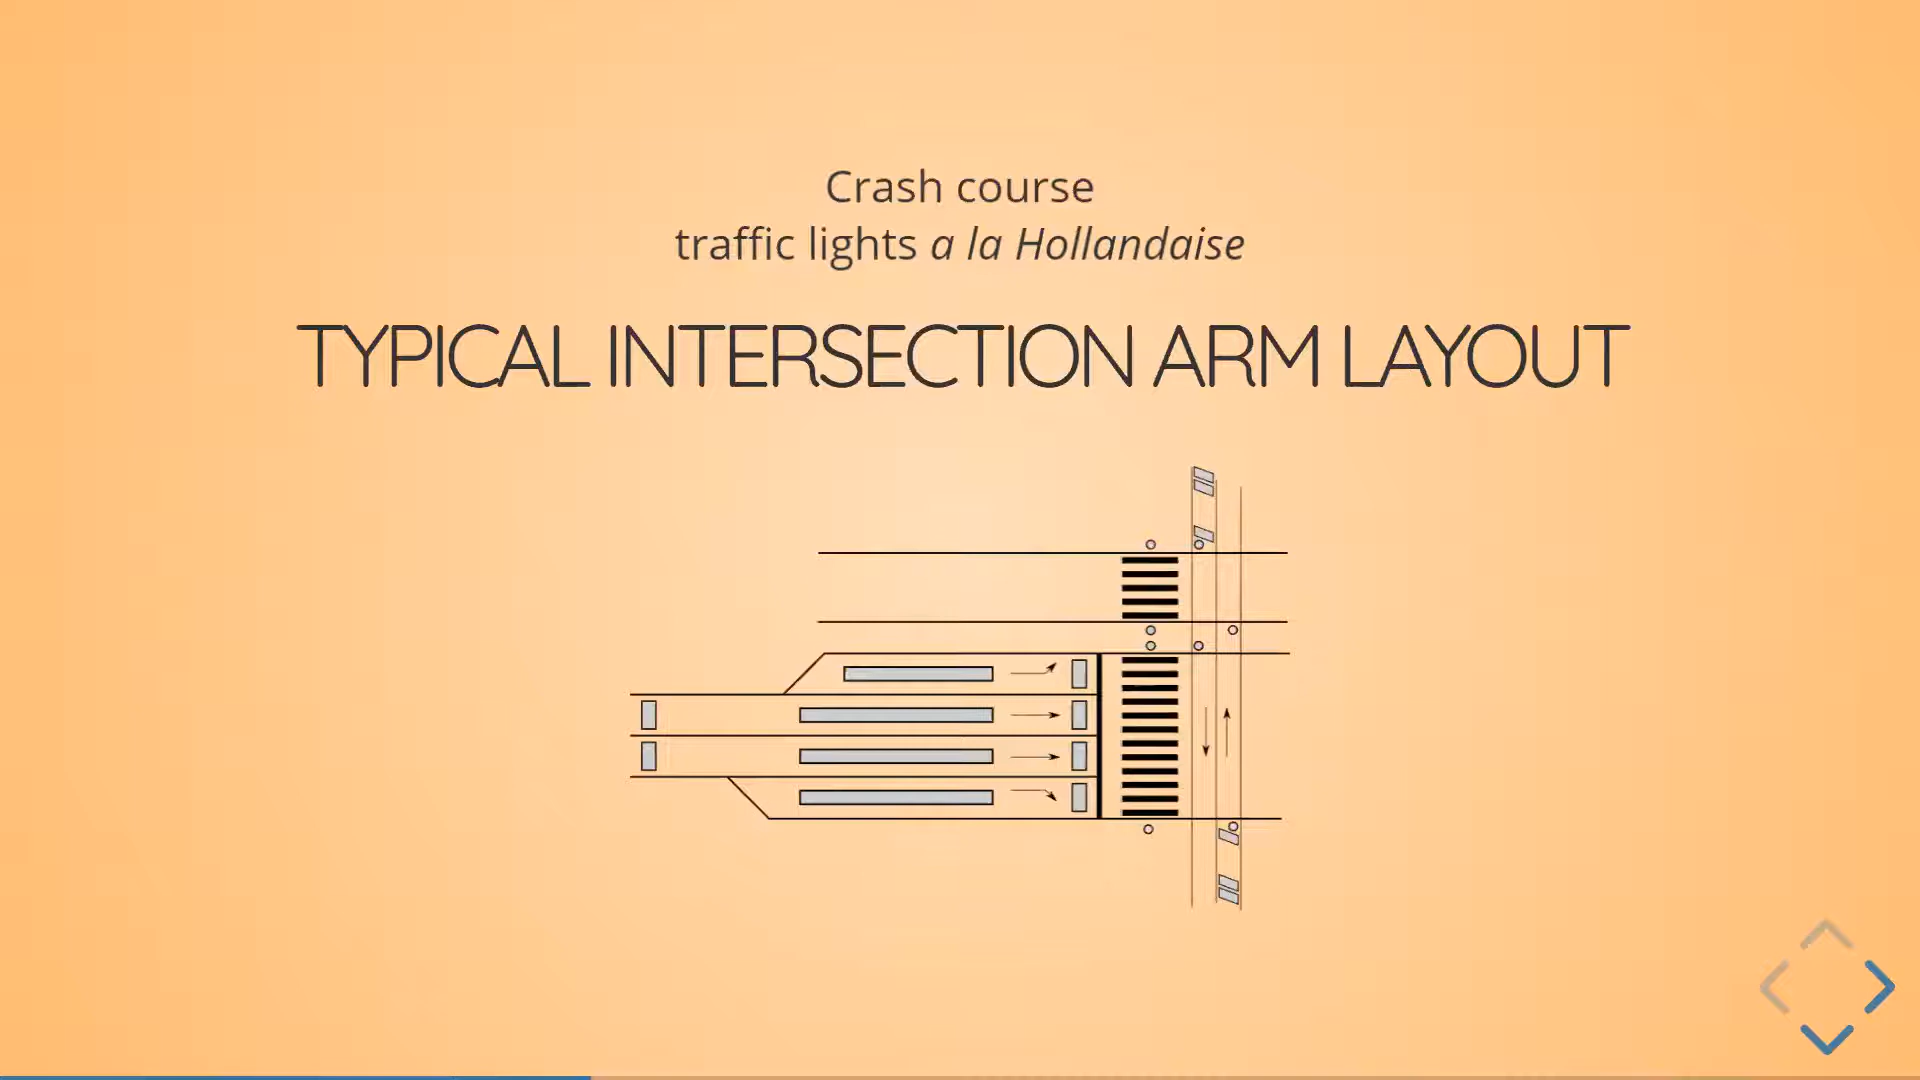 Crash course
traffic lights a la Hollandaise
TYPICAL INTERSECTION ARM LAYOUT